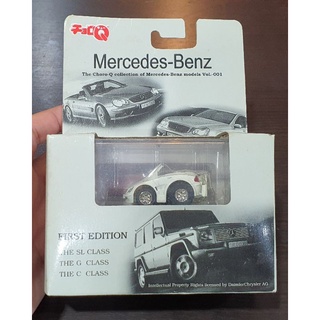 チョロQ
Mercedes-Benz
The Choro-Q collection of Mercedes-Benz models Vol.-001
FIRST EDITION
THE SL CLASS
THE G CLASS
THE C CLASS
Intellectual Property Rights licensed by DaimlerChrysler AG